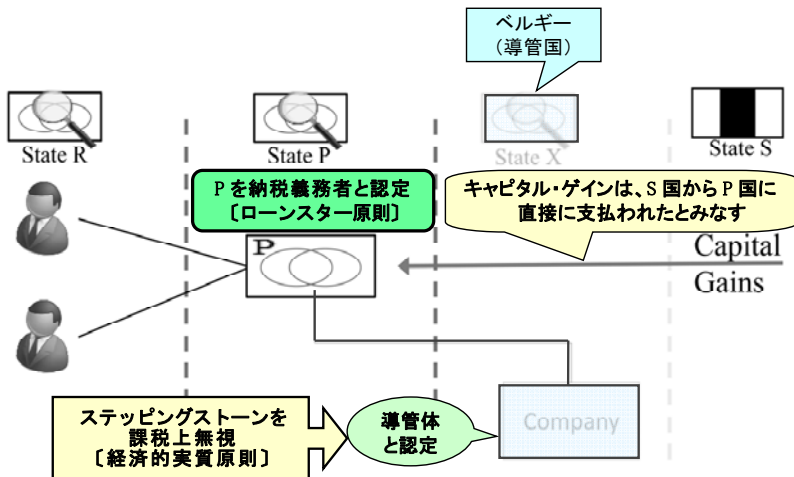 ベルギー
（導管国）
State R
State P
State X
State S
P を納税義務者と認定
〔ローンスター原則〕
キャピタル・ゲインは、S 国から P 国に
直接に支払われたとみなす
P
Capital
Gains
ステッピングストーンを
課税上無視
〔経済的実質原則〕
導管体
と認定
Company